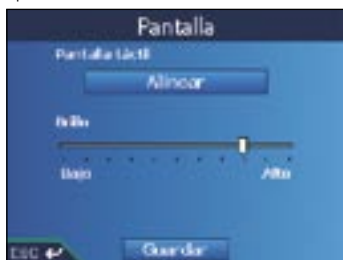 Pantalla
Pantalla táctil
Alinear
Brillo
Bajo Alto
ESC Guardar